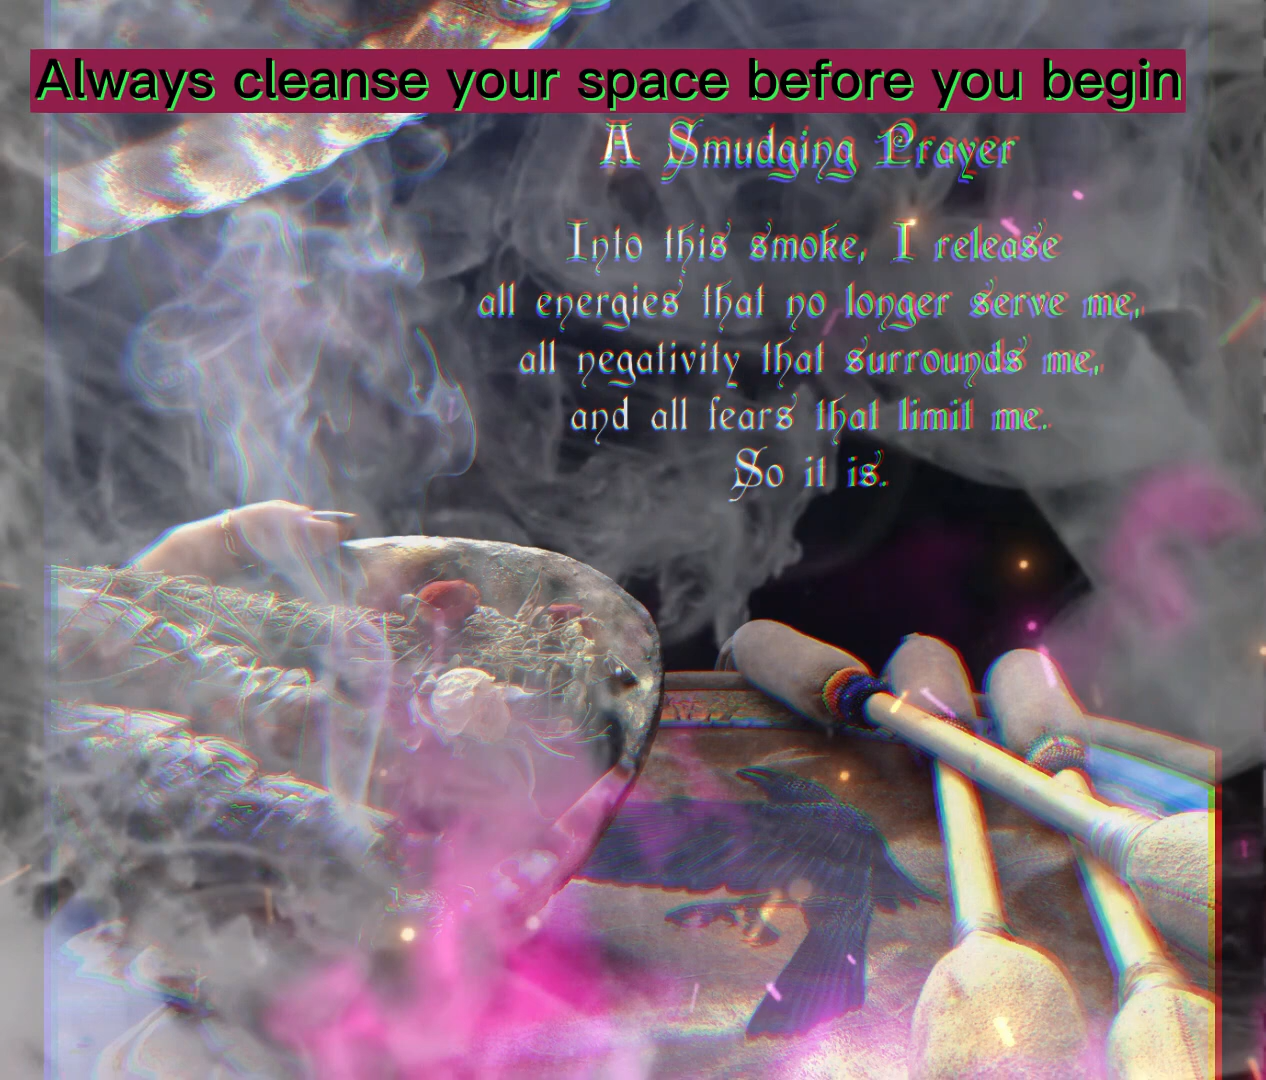 Always cleanse your space before you begin
A Smudging Prayer
Into this smoke, I release
all energies that no longer serve me,
all negativity that surrounds me,
and all fears that limit me.
So it is.